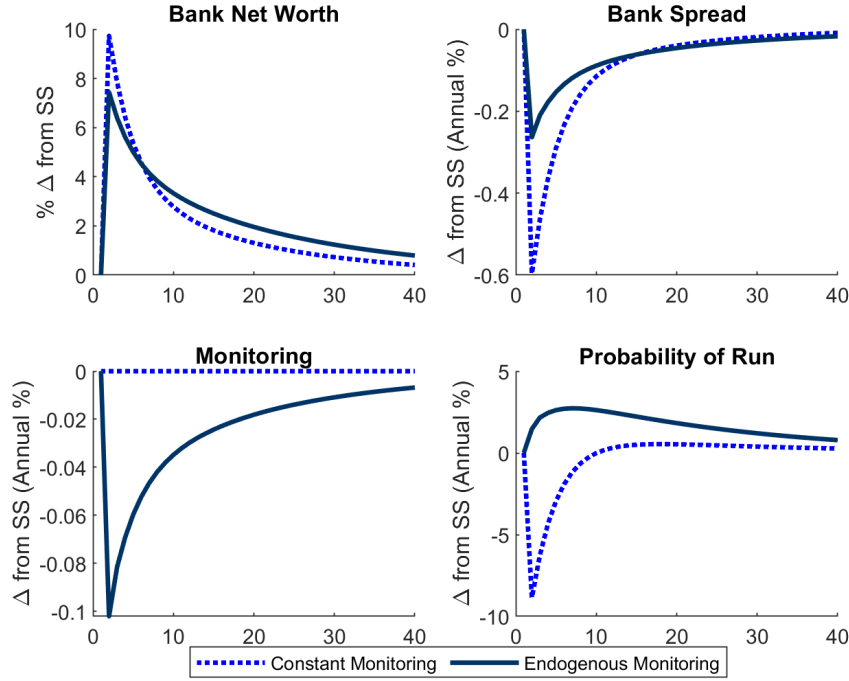 Bank Net Worth
% Δ from SS
10
8
6
4
2
0
0 10 20 30 40
Bank Spread
Δ from SS (Annual %)
0
-0.2
-0.4
-0.6
0 10 20 30 40
Monitoring
Δ from SS (Annual %)
0
-0.02
-0.04
-0.06
-0.08
-0.1
0 10 20 30 40
Probability of Run
Δ from SS (Annual %)
5
0
-5
-10
0 10 20 30 40
Constant Monitoring Endogenous Monitoring